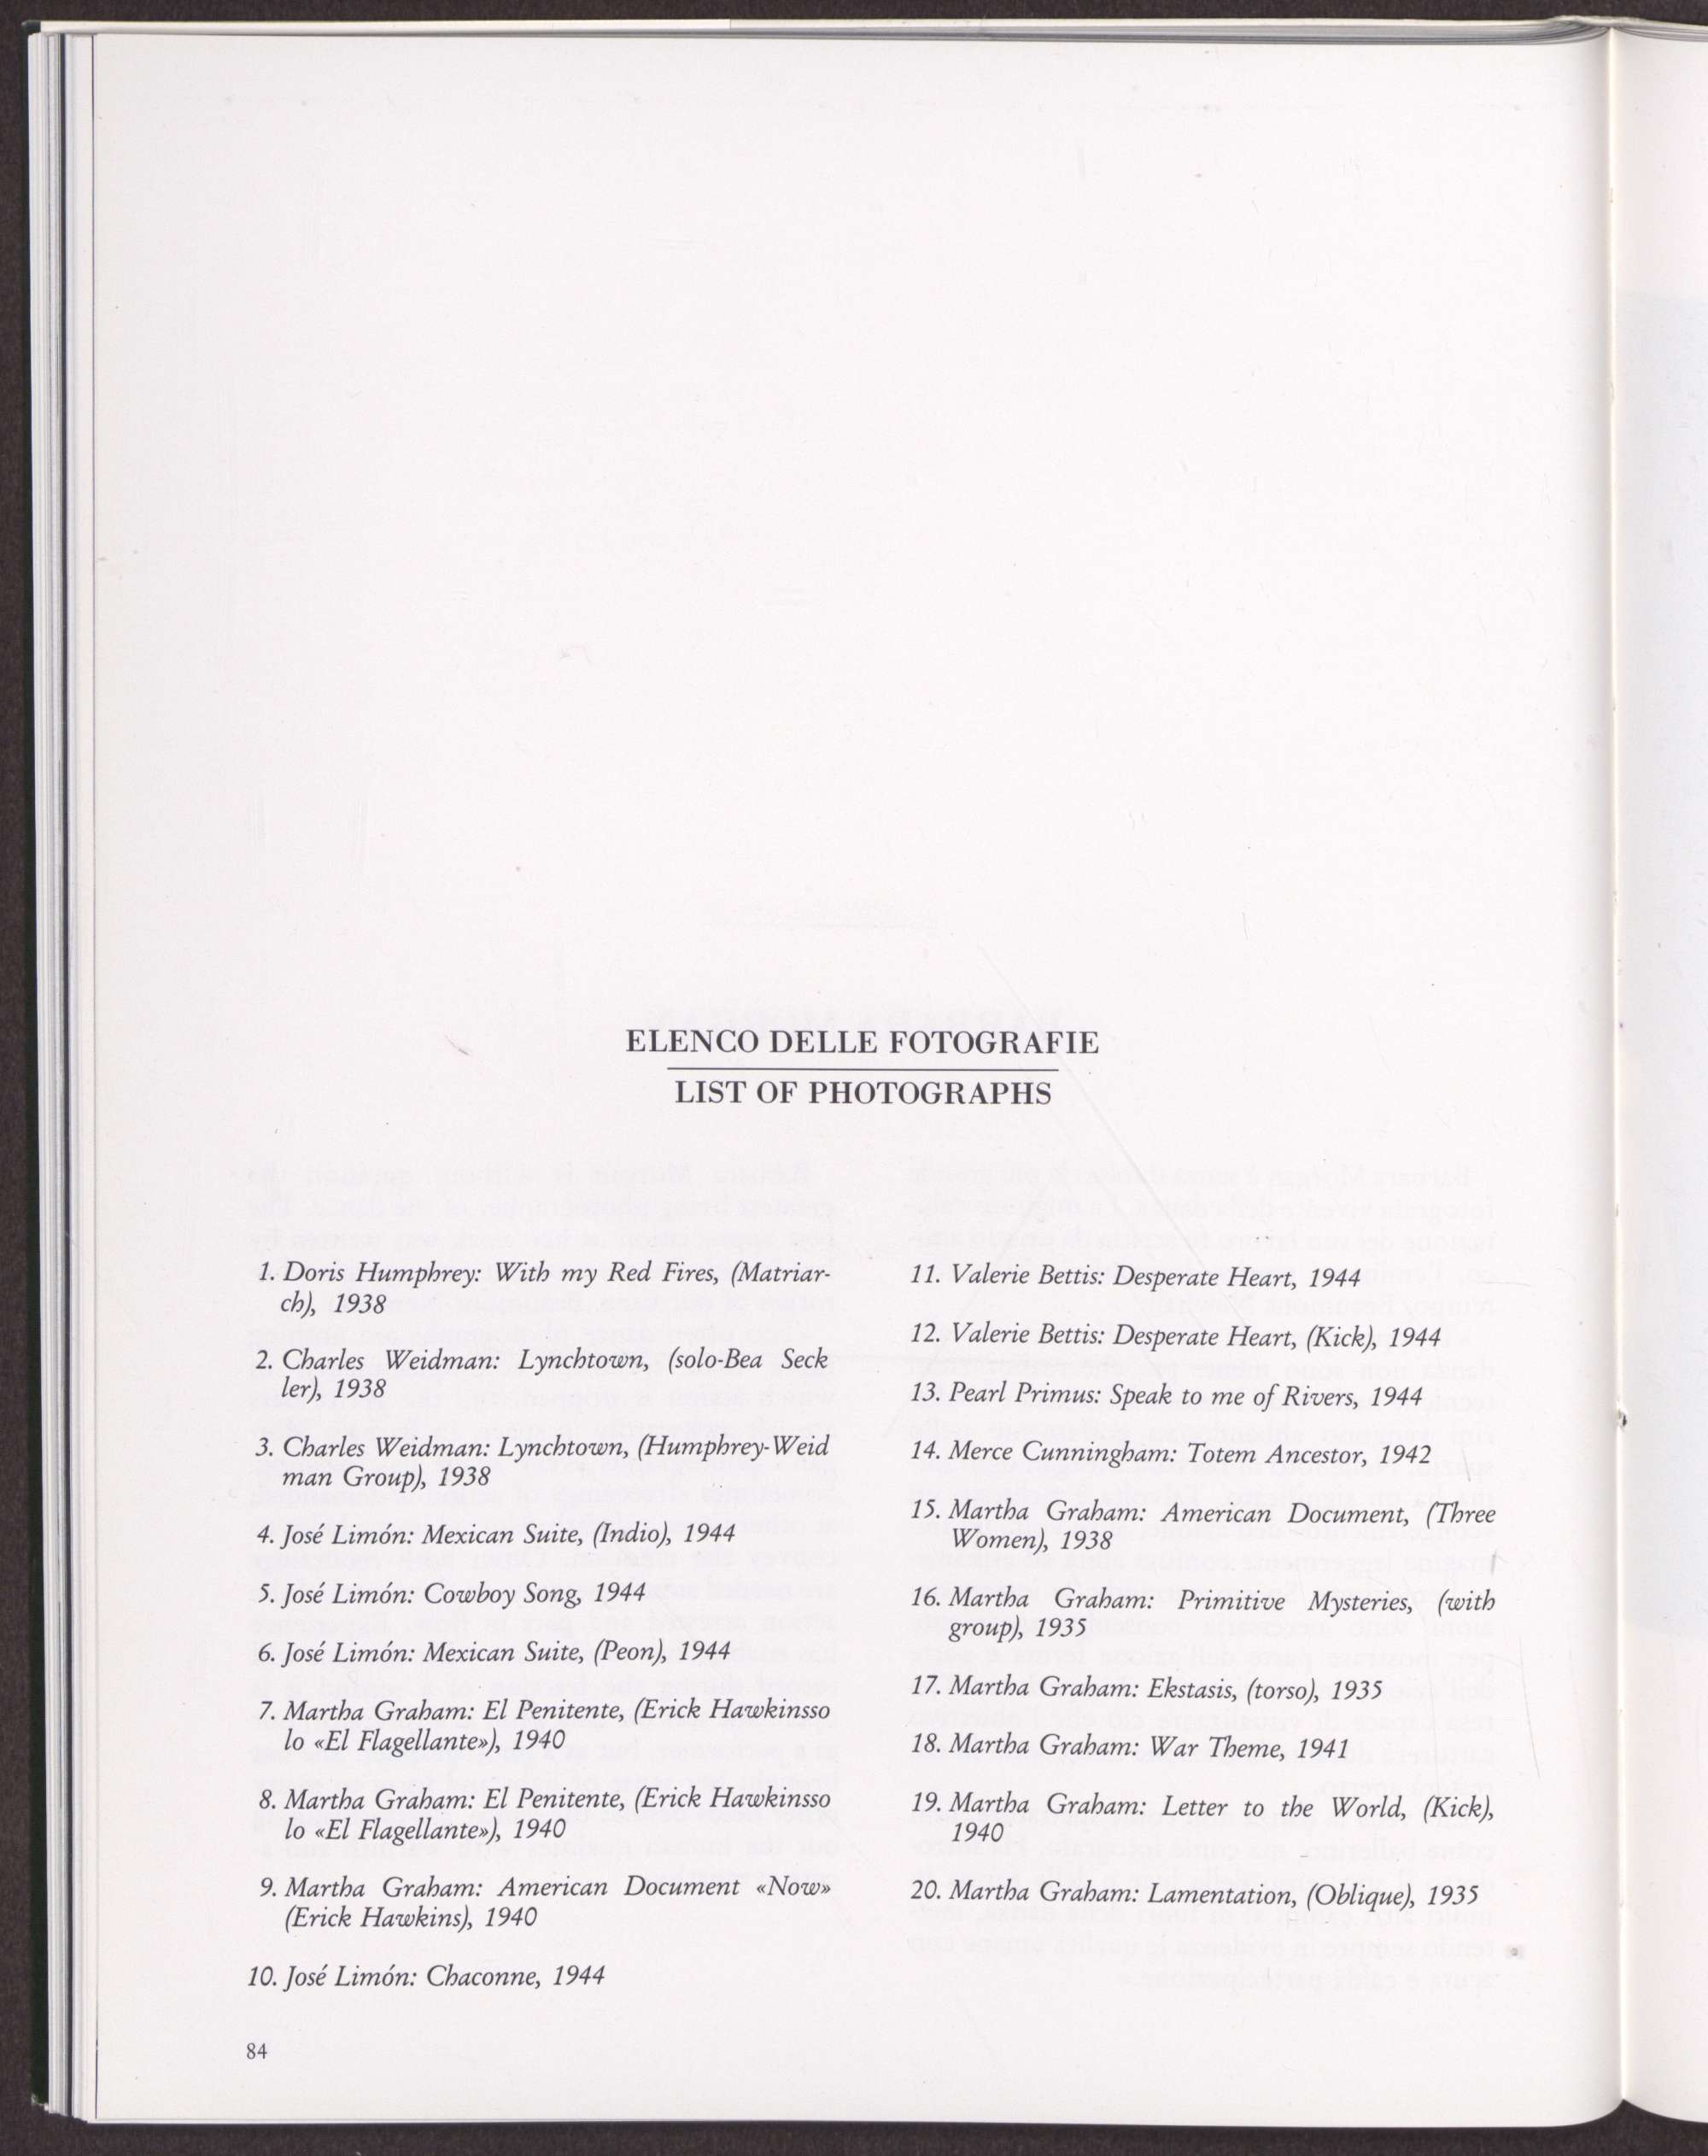 ELENCO DELLE FOTOGRAFIE
LIST OF PHOTOGRAPHS
1. Doris Humphrey: With my Red Fires, (Matriar-
ch), 1938
2. Charles Weidman: Lynchtown, (solo-Bea Seck
ler), 1938
3. Charles Weidman: Lynchtown, (Humphrey-Weid
man Group), 1938
4. José Limón: Mexican Suite, (Indio), 1944
5. José Limón: Cowboy Song, 1944
6. José Limón: Mexican Suite, (Peon), 1944
7. Martha Graham: El Penitente, (Erick Hawkinsso
lo «El Flagellante»), 1940
8. Martha Graham: El Penitente, (Erick Hawkinsso
lo «El Flagellante»), 1940
9. Martha Graham: American Document «Now»
(Erick Hawkins), 1940
10. José Limón: Chaconne, 1944
11. Valerie Bettis: Desperate Heart, 1944
12. Valerie Bettis: Desperate Heart, (Kick), 1944
13. Pearl Primus: Speak to me of Rivers, 1944
14. Merce Cunningham: Totem Ancestor, 1942
15. Martha Graham: American Document, (Three
Women), 1938
16. Martha Graham: Primitive Mysteries, (with
group), 1935
17. Martha Graham: Ekstasis, (torso), 1935
18. Martha Graham: War Theme, 1941
19. Martha Graham: Letter to the World, (Kick),
1940
20. Martha Graham: Lamentation, (Oblique), 1935
84